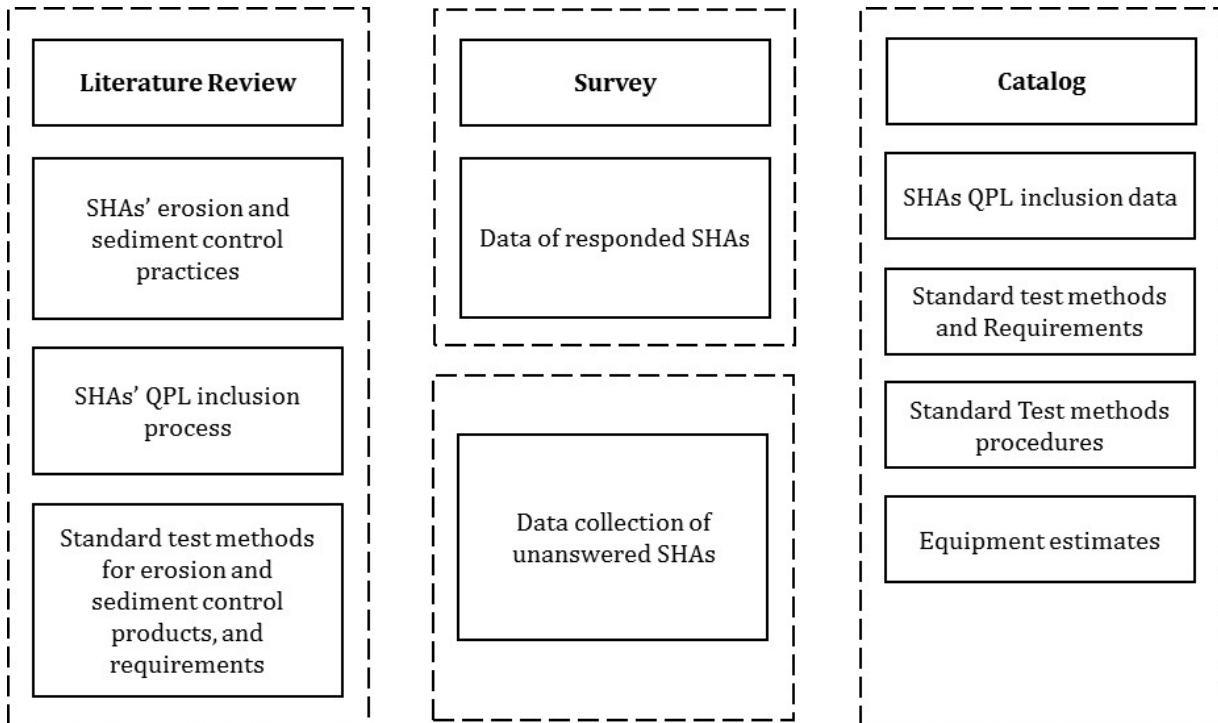 Literature Review
SHAs’ erosion and
sediment control
practices
SHAs’ QPL inclusion
process
Standard test methods
for erosion and
sediment control
products, and
requirements
Survey
Data of responded SHAs
Data collection of
unanswered SHAs
Catalog
SHAs QPL inclusion data
Standard test methods
and Requirements
Standard Test methods
procedures
Equipment estimates